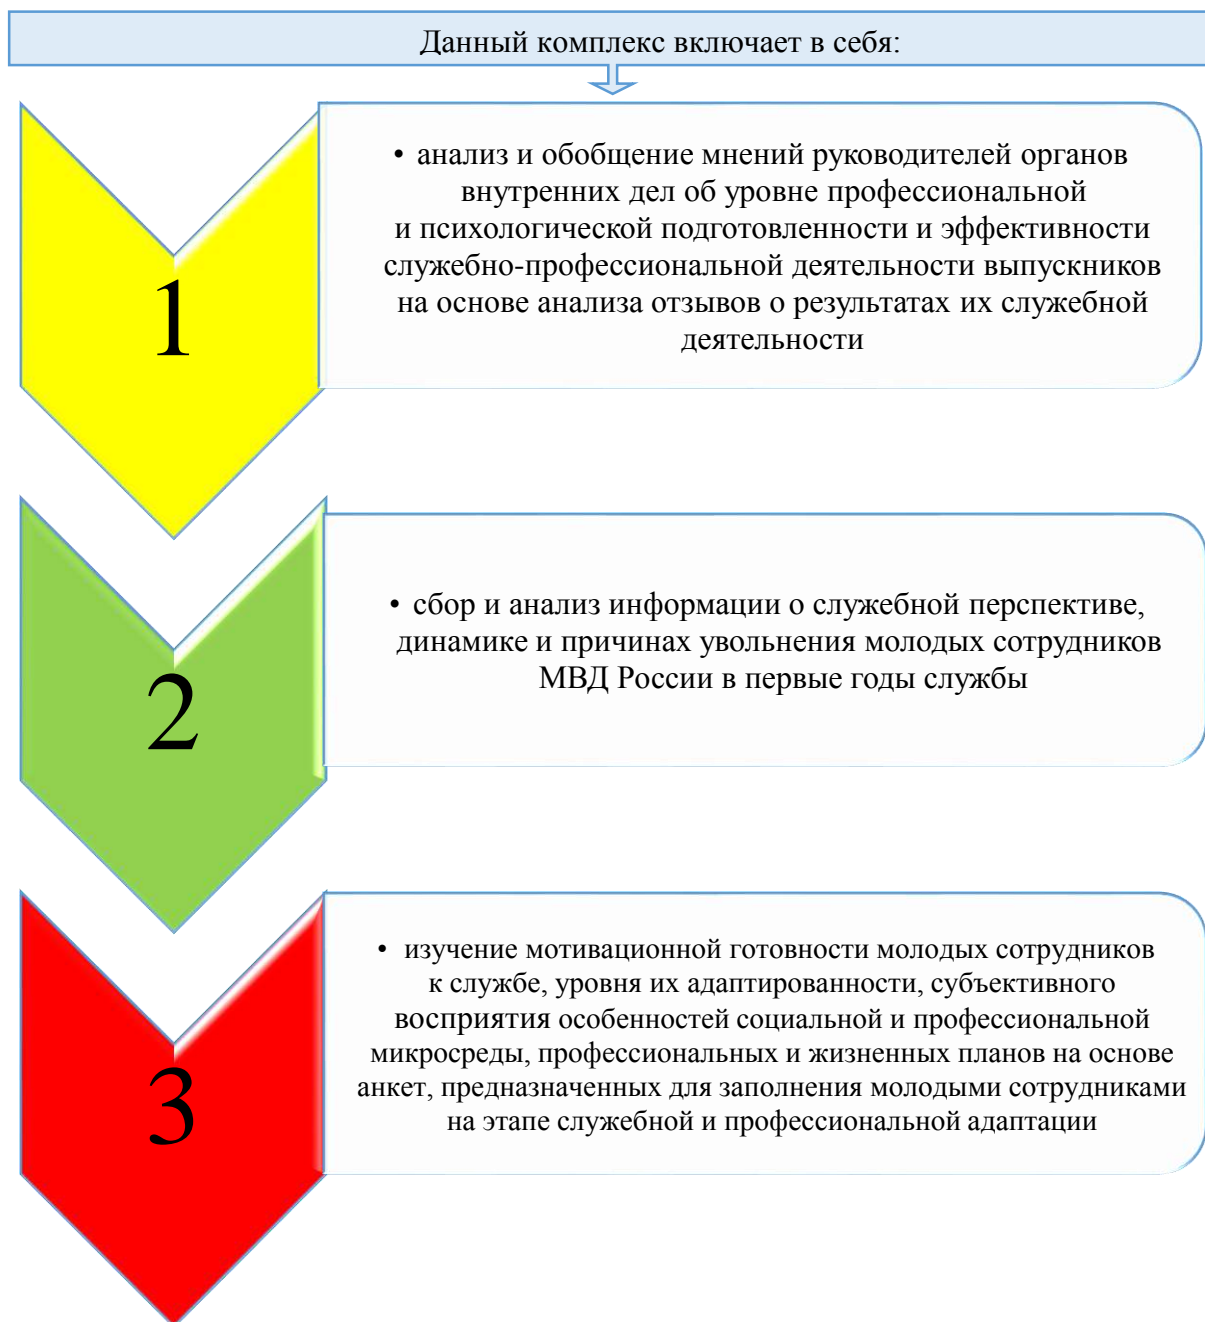 Данный комплекс включает в себя:
1
• анализ и обобщение мнений руководителей органов
внутренних дел об уровне профессиональной
и психологической подготовленности и эффективности
служебно-профессиональной деятельности выпускников
на основе анализа отзывов о результатах их служебной
деятельности
2
• сбор и анализ информации о служебной перспективе,
динамике и причинах увольнения молодых сотрудников
МВД России в первые годы службы
3
• изучение мотивационной готовности молодых сотрудников
к службе, уровня их адаптированности, субъективного
восприятия особенностей социальной и профессиональной
микросреды, профессиональных и жизненных планов на основе
анкет, предназначенных для заполнения молодыми сотрудниками
на этапе служебной и профессиональной адаптации